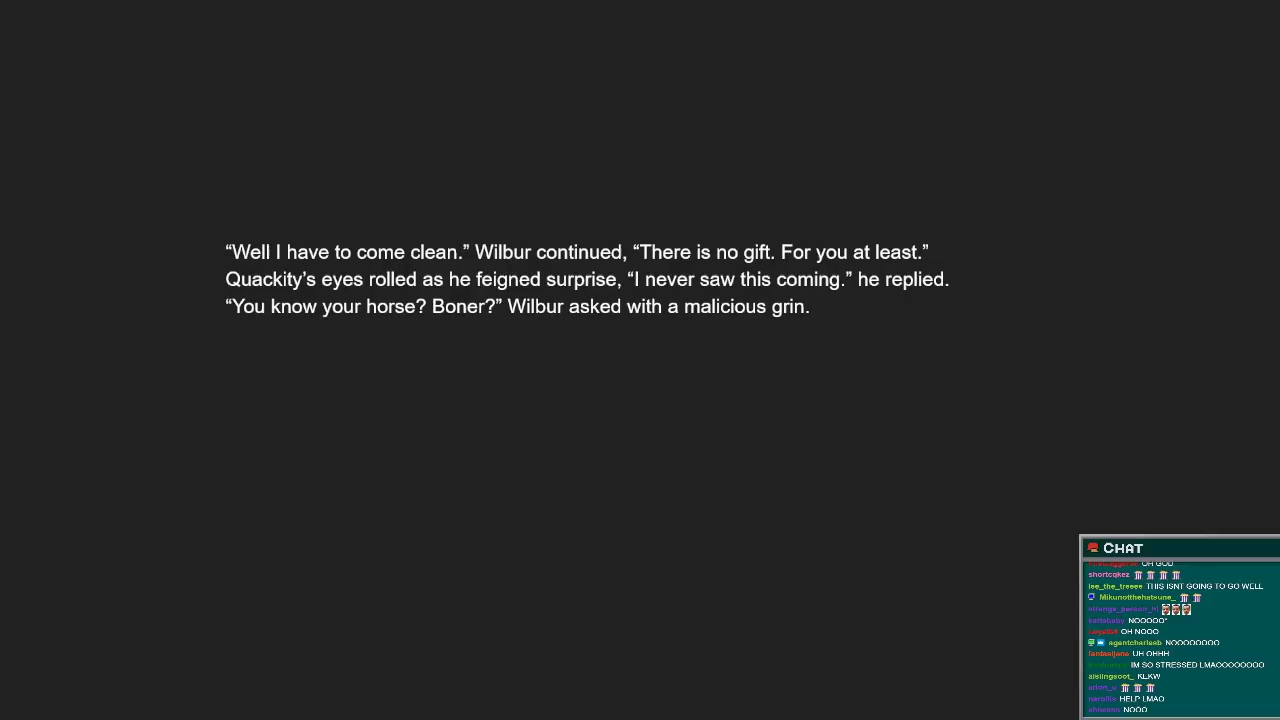 “Well I have to come clean.” Wilbur continued, “There is no gift. For you at least.”
Quackity’s eyes rolled as he feigned surprise, “I never saw this coming.” he replied.
“You know your horse? Boner?” Wilbur asked with a malicious grin.
CHAT
OH GOD
shortcqkez
lee_the_treeee THIS ISNT GOING TO GO WELL
Mikunotthehatsune_
NOOOOO"
OH NOOO
agentcharleab NOOOOOOOO
fantasijane UH OHHH
IM SO STRESSED LMAOOOOOOOO
aislingsoot_ KLKW
HELP LMAO
NOOO